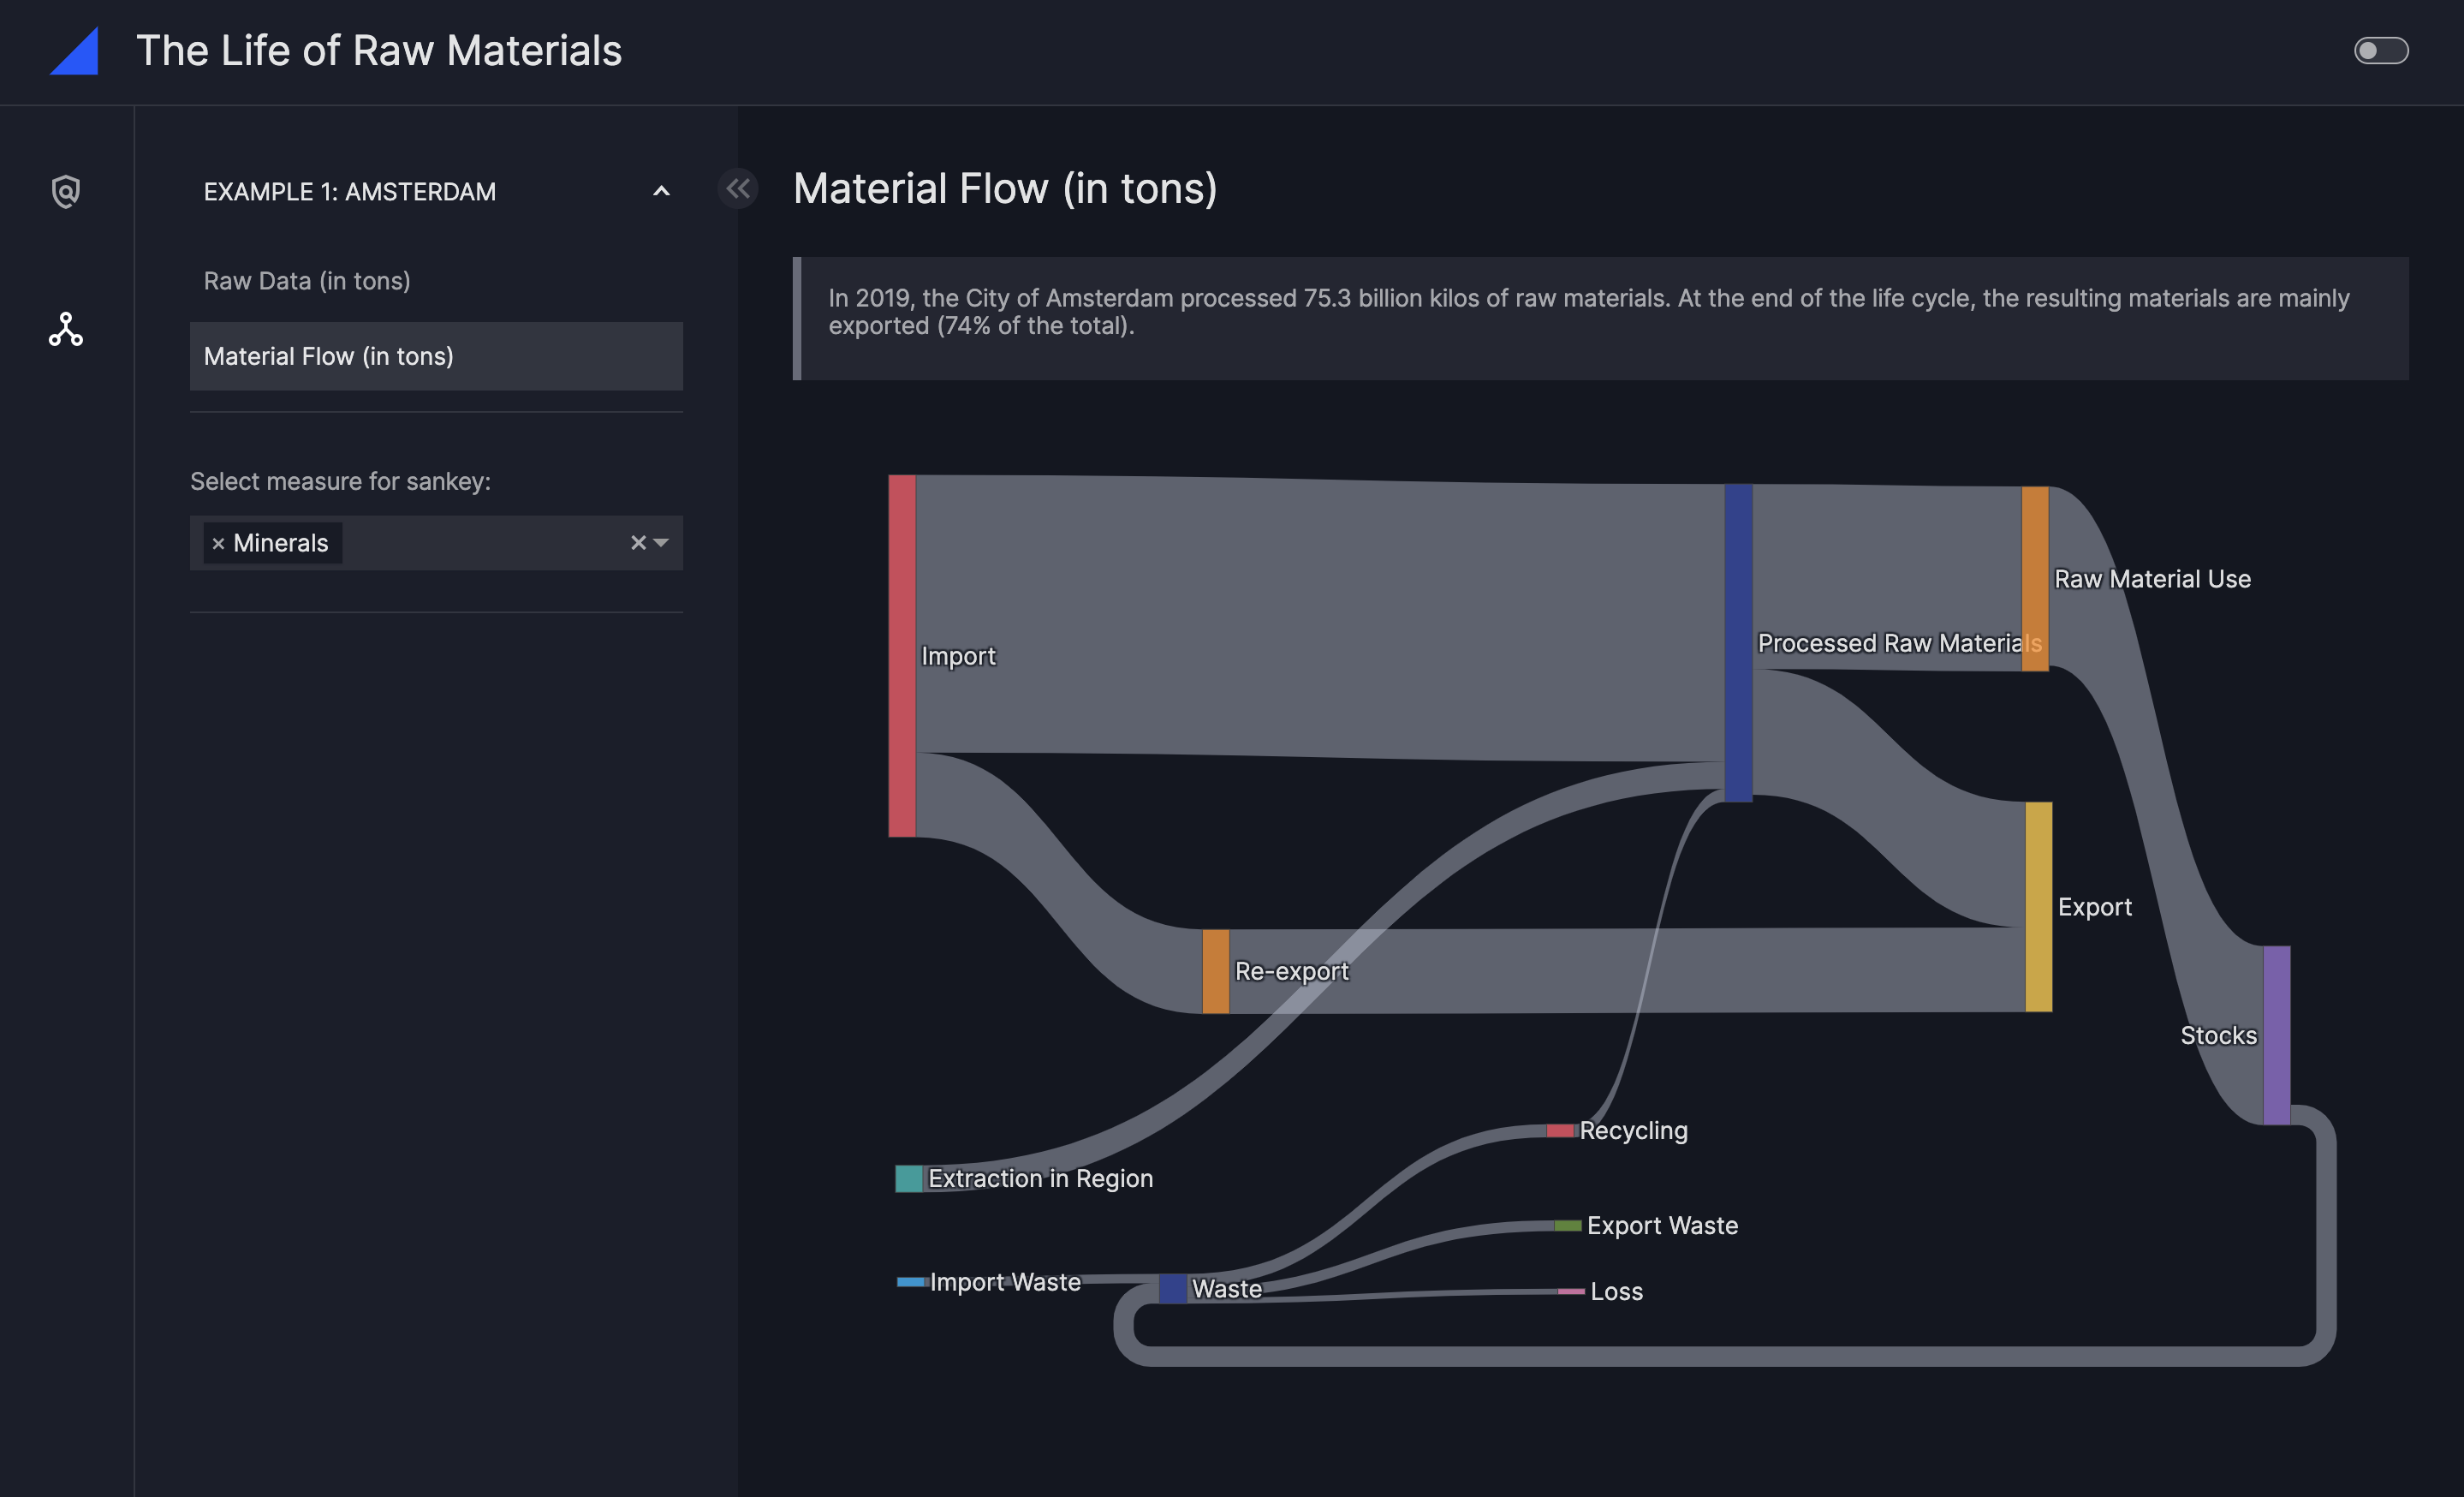 The Life of Raw Materials
EXAMPLE 1: AMSTERDAM
Raw Data (in tons)
Material Flow (in tons)
Select measure for sankey:
× Minerals
Material Flow (in tons)
In 2019, the City of Amsterdam processed 75.3 billion kilos of raw materials. At the end of the life cycle, the resulting materials are mainly
exported (74% of the total).
Raw Material Use
Processed Raw Materials
Import
Export
Re-export
Stocks
Recycling
Extraction in Region
Export Waste
Import Waste
Waste
Loss